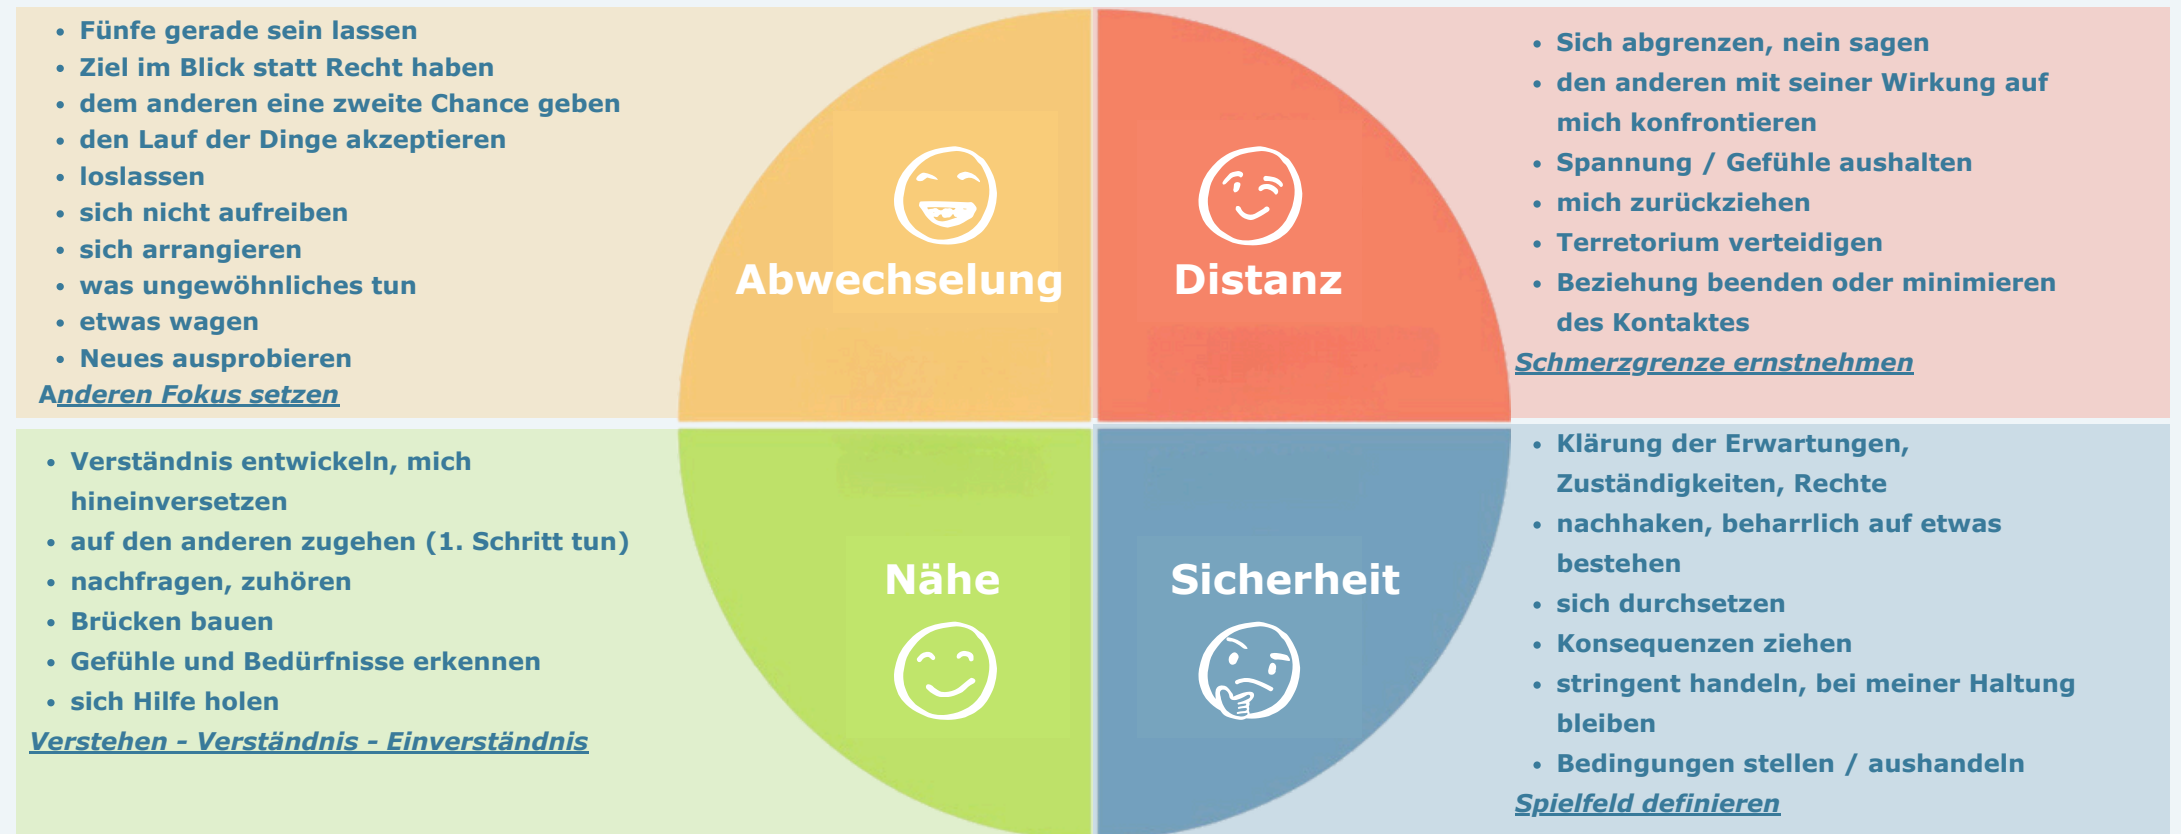 • Fünfe gerade sein lassen
• Ziel im Blick statt Recht haben
• dem anderen eine zweite Chance geben
• den Lauf der Dinge akzeptieren
• loslassen
• sich nicht aufreiben
• sich arrangieren
• was ungewöhnliches tun
• etwas wagen
• Neues ausprobieren
Anderen Fokus setzen
Abwechselung
Distanz
• Sich abgrenzen, nein sagen
• den anderen mit seiner Wirkung auf
mich konfrontieren
• Spannung / Gefühle aushalten
• mich zurückziehen
• Terretorium verteidigen
• Beziehung beenden oder minimieren
des Kontaktes
Schmerzgrenze ernstnehmen
• Verständnis entwickeln, mich
hineinversetzen
• auf den anderen zugehen (1. Schritt tun)
• nachfragen, zuhören
• Brücken bauen
• Gefühle und Bedürfnisse erkennen
• sich Hilfe holen
Verstehen - Verständnis - Einverständnis
Nähe
Sicherheit
• Klärung der Erwartungen,
Zuständigkeiten, Rechte
• nachhaken, beharrlich auf etwas
bestehen
• sich durchsetzen
• Konsequenzen ziehen
• stringent handeln, bei meiner Haltung
bleiben
• Bedingungen stellen / aushandeln
Spielfeld definieren